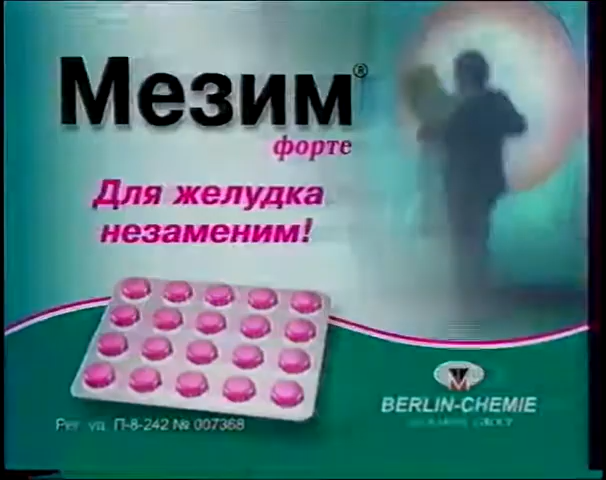 Мезим®
форте
Для желудка
незаменим!
Рег. уд. П-8-242 № 007368
BERLIN-CHEMIE